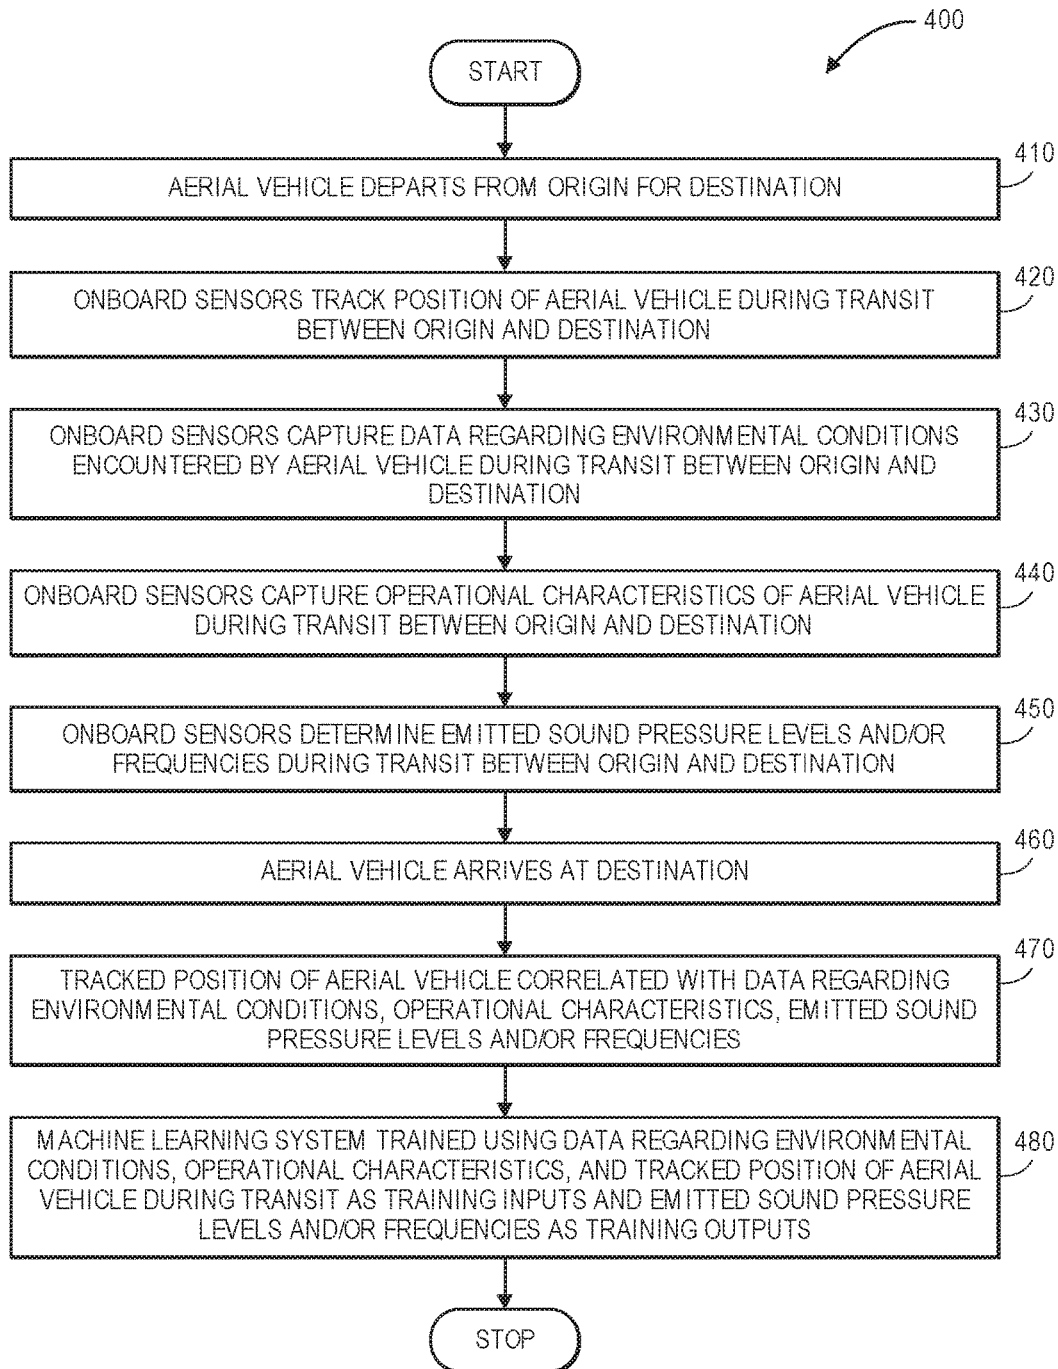 400
START
410
AERIAL VEHICLE DEPARTS FROM ORIGIN FOR DESTINATION
420
ONBOARD SENSORS TRACK POSITION OF AERIAL VEHICLE DURING TRANSIT
BETWEEN ORIGIN AND DESTINATION
430
ONBOARD SENSORS CAPTURE DATA REGARDING ENVIRONMENTAL CONDITIONS
ENCOUNTERED BY AERIAL VEHICLE DURING TRANSIT BETWEEN ORIGIN AND
DESTINATION
440
ONBOARD SENSORS CAPTURE OPERATIONAL CHARACTERISTICS OF AERIAL VEHICLE
DURING TRANSIT BETWEEN ORIGIN AND DESTINATION
450
ONBOARD SENSORS DETERMINE EMITTED SOUND PRESSURE LEVELS AND/OR
FREQUENCIES DURING TRANSIT BETWEEN ORIGIN AND DESTINATION
460
AERIAL VEHICLE ARRIVES AT DESTINATION
470
TRACKED POSITION OF AERIAL VEHICLE CORRELATED WITH DATA REGARDING
ENVIRONMENTAL CONDITIONS, OPERATIONAL CHARACTERISTICS, EMITTED SOUND
PRESSURE LEVELS AND/OR FREQUENCIES
480
MACHINE LEARNING SYSTEM TRAINED USING DATA REGARDING ENVIRONMENTAL
CONDITIONS, OPERATIONAL CHARACTERISTICS, AND TRACKED POSITION OF AERIAL
VEHICLE DURING TRANSIT AS TRAINING INPUTS AND EMITTED SOUND PRESSURE
LEVELS AND/OR FREQUENCIES AS TRAINING OUTPUTS
STOP